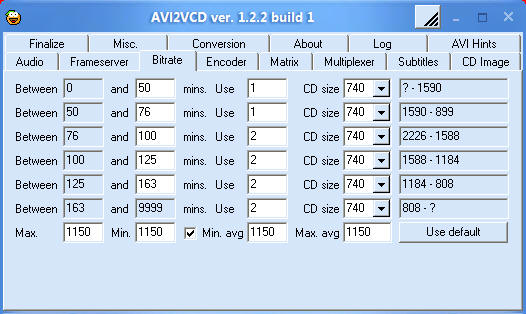 AVI2VCD ver. 1.2.2 build 1
Finalize Misc. Conversion About Log AVI Hints
Audio Frameserver Bitrate Encoder Matrix Multiplexer Subtitles CD Image
Between 0 and 50 mins. Use 1 CD size 740 ? - 1590
Between 50 and 76 mins. Use 1 CD size 740 1590 - 899
Between 76 and 100 mins. Use 2 CD size 740 2226 - 1588
Between 100 and 125 mins. Use 2 CD size 740 1588 - 1184
Between 125 and 163 mins. Use 2 CD size 740 1184 - 808
Between 163 and 9999 mins. Use 2 CD size 740 808 - ?
Max. 1150 Min. 1150 Min. avg 1150 Max. avg 1150 Use default